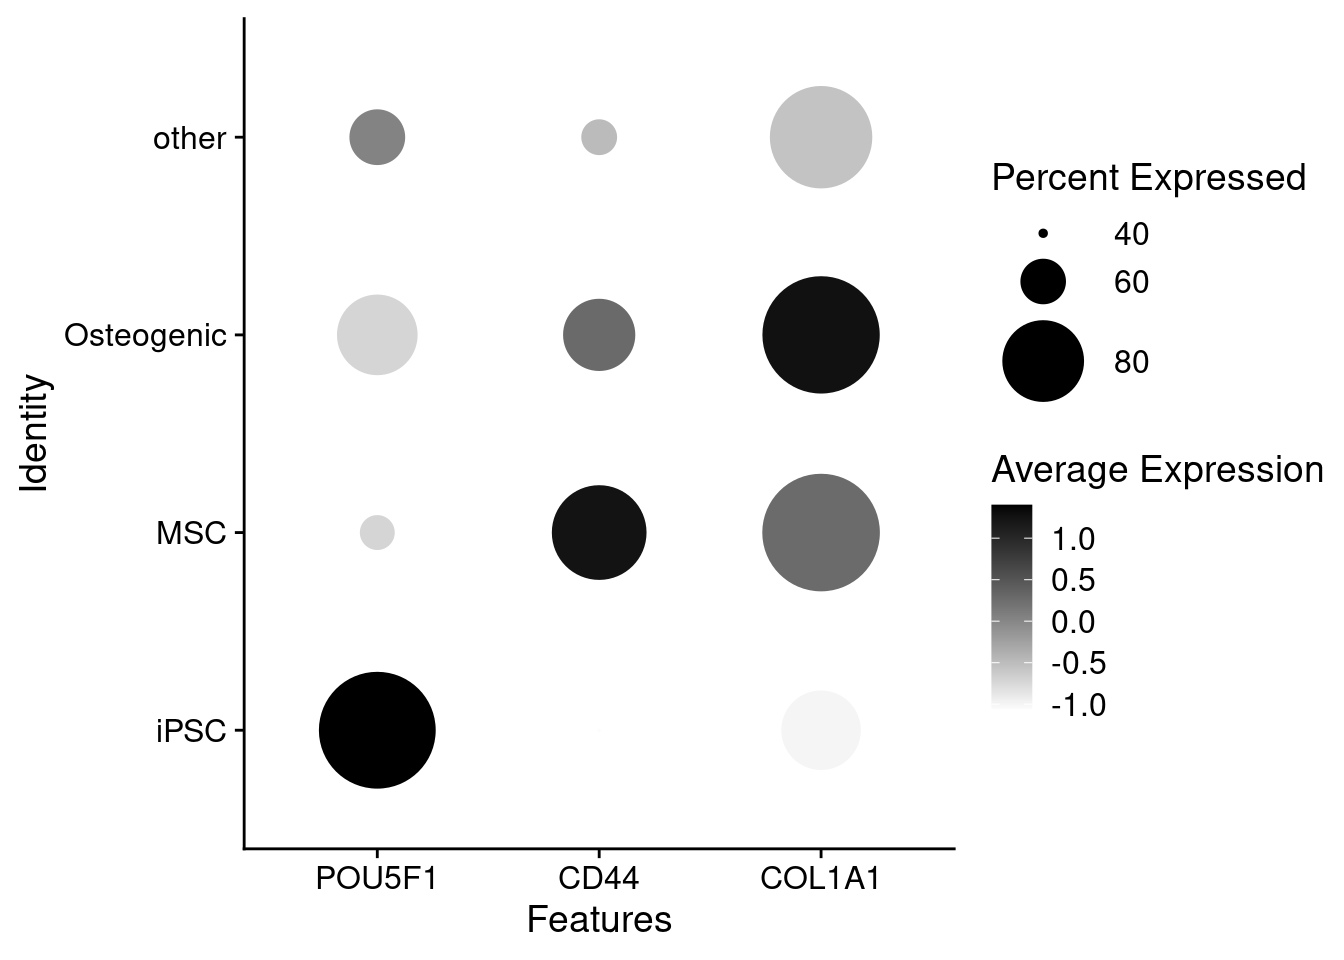 other
Osteogenic
MSC
iPSC
Identity
POU5F1
CD44
COL1A1
Features
Percent Expressed
40
60
80
Average Expression
1.0
0.5
0.0
-0.5
-1.0